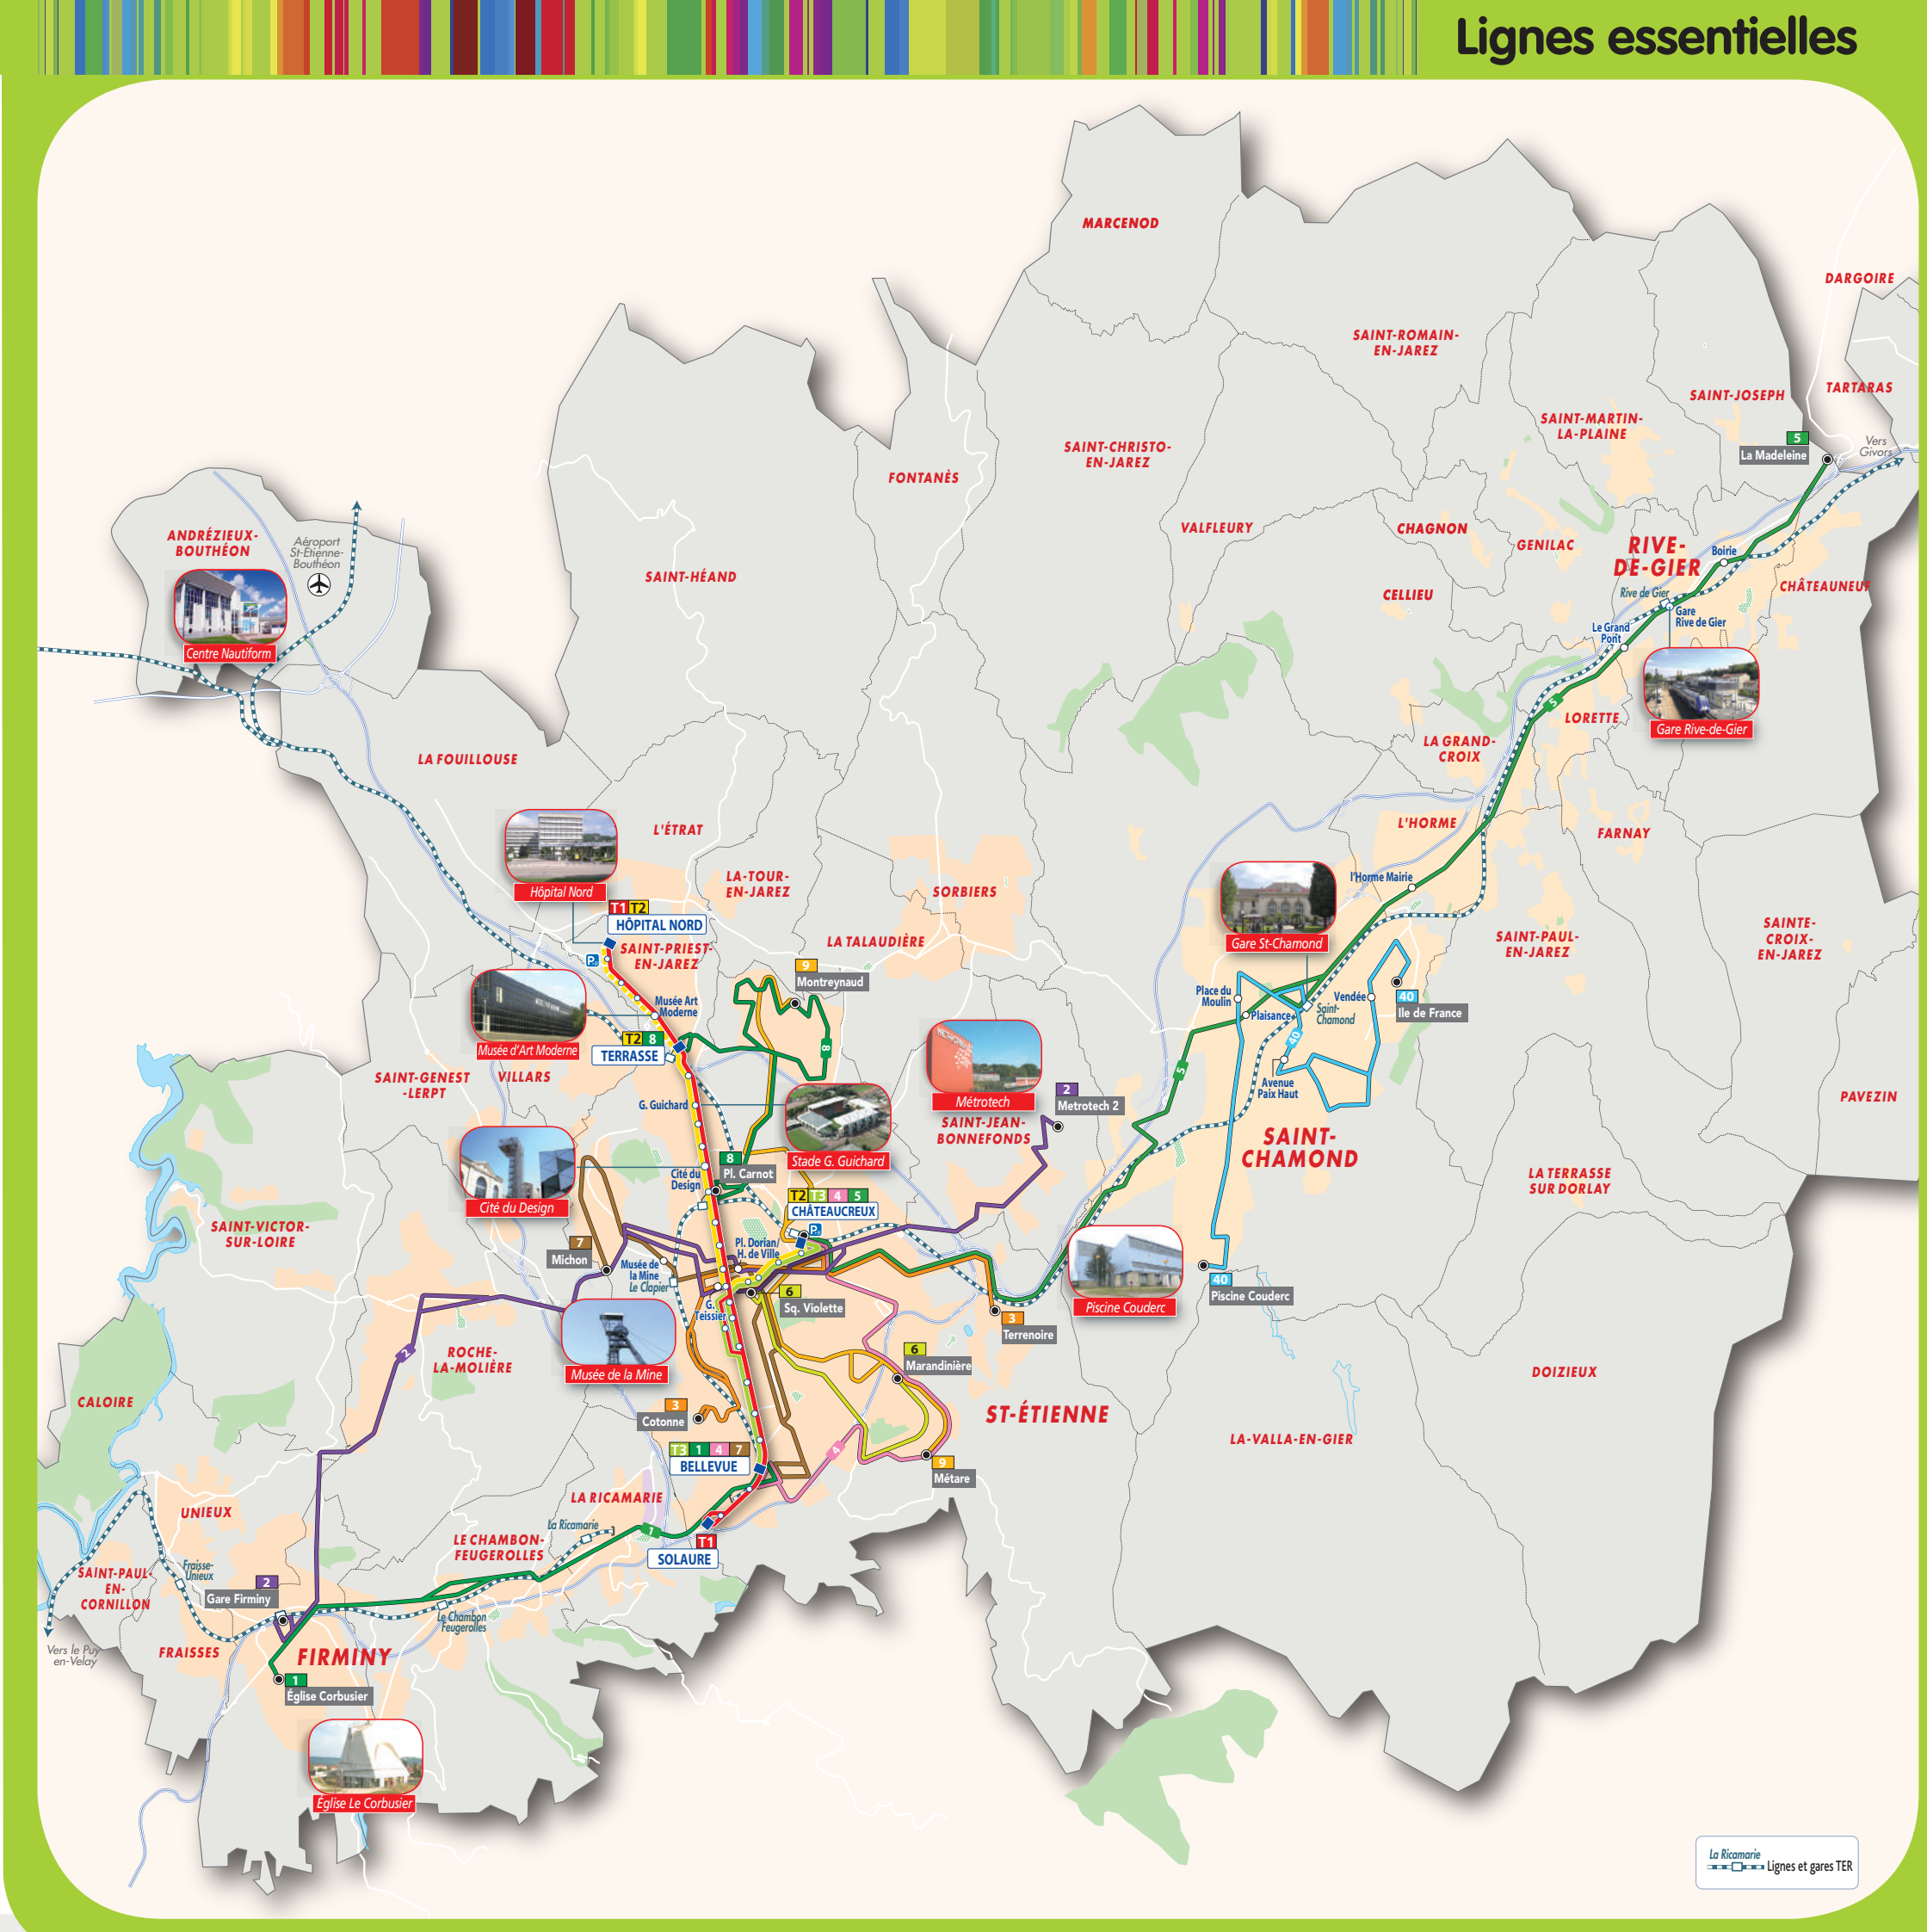 Lignes essentielles
MARCENOD
DARGOIRE
SAINT-ROMAIN-
EN-JAREZ
TARTARAS
SAINT-JOSEPH
SAINT-MARTIN-
LA-PLAINE
5
La Madeleine
Vers
Givors
SAINT-CHRISTO-
EN-JAREZ
FONTANÈS
VALFLEURY
CHAGNON
GENILAC
RIVE-
DE-GIER
Boirie
ANDRÉZIEUX-
BOUTHÉON
Aéroport
St-Etienne-
Bouthéon
SAINT-HÉAND
CELLIEU
CHÂTEAUNEUF
Rive de Gier
Gare
Rive de Gier
Le Grand
Pont
Centre Nautiform
5
LORETTE
Gare Rive-de-Gier
LA GRAND-
CROIX
LA FOUILLOUSE
L'ÉTRAT
L'HORME
FARNAY
LA-TOUR-
EN-JAREZ
SORBIERS
l'Horme Mairie
Hôpital Nord
T1 T2
HÔPITAL NORD
SAINT-PRIEST-
EN-JAREZ
P+
LA TALAUDIÈRE
Gare St-Chamond
SAINT-PAUL-
EN-JAREZ
SAINTE-
CROIX-
EN-JAREZ
9
Montreynaud
Musée Art
Moderne
Place du
Moulin
Plaisance
Saint-
Chamond
Vendée
40
Ile de France
40
T2 8
TERRASSE
Musée d'Art Moderne
8
VILLARS
SAINT-GENEST
-LERPT
5
Avenue
Paix Haut
2
Metrotech 2
Métrotech
SAINT-JEAN-
BONNEFONDS
PAVEZIN
G. Guichard
Stade G. Guichard
SAINT-
CHAMOND
LA TERRASSE
SUR DORLAY
8
Pl. Carnot
Cité du
Design
Cité du Design
T2 T3 4 5
CHÂTEAUCREUX
P+
SAINT-VICTOR-
SUR-LOIRE
7
Michon
Pl. Dorian/
H. de Ville
Musée de
la Mine
Le Clapier
40
Piscine Couderc
Piscine Couderc
6
Sq. Violette
G.
Teissier
3
Terrenoire
2
ROCHE-
LA-MOLIÈRE
Musée de la Mine
6
Marandinière
DOIZIEUX
CALOIRE
3
Cotonne
ST-ÉTIENNE
LA-VALLA-EN-GIER
T3 1 4 7
BELLEVUE
4
9
Métare
LA RICAMARIE
UNIEUX
La Ricamarie
1
T1
SOLAURE
LE CHAMBON-
FEUGEROLLES
SAINT-PAUL-
EN-
CORNILLON
Fraisse-
Unieux
2
Gare Firminy
Le Chambon
Feugerolles
Vers le Puy-
en-Velay
FRAISSES
FIRMINY
1
Église Corbusier
Église Le Corbusier
La Ricamarie
Lignes et gares TER